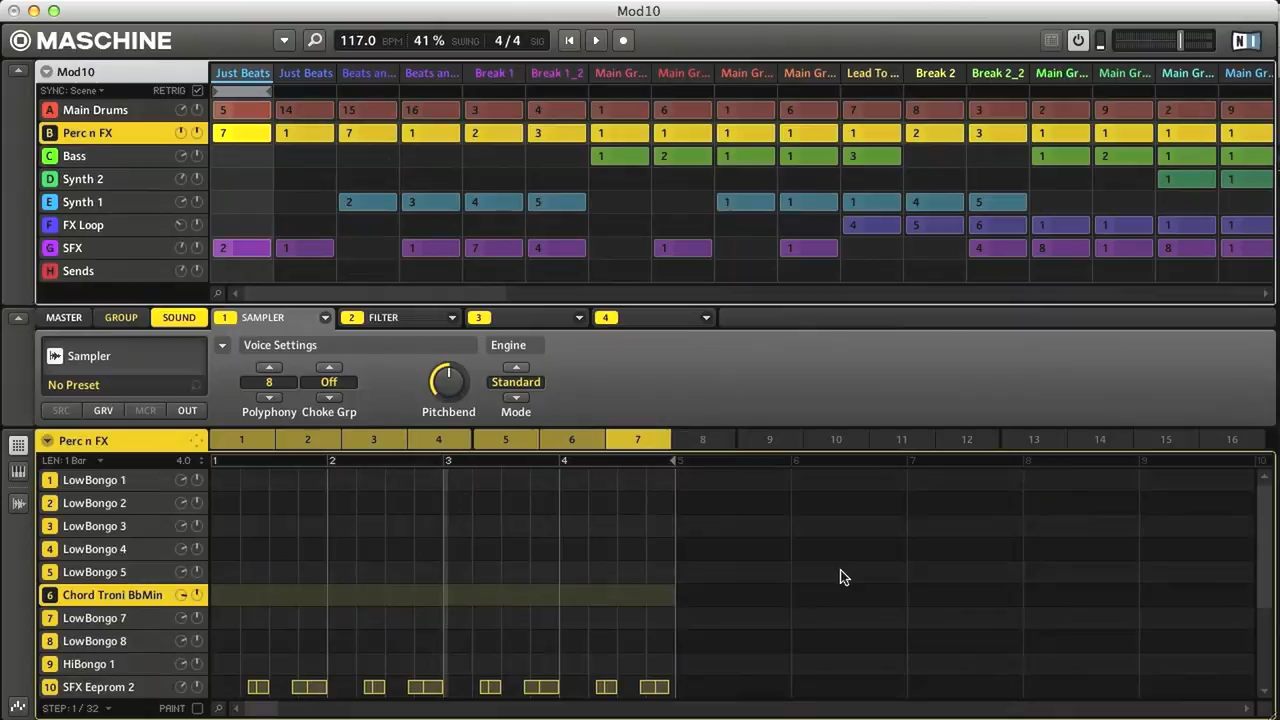 Mod10
MASCHINE 117.0 BPM 41 % SWING 4/4 SIG
Mod10 Just Beats Just Beats Beats an... Beats an... Break 1 Break 1_2 Main Gr... Main Gr... Main Gr... Main Gr... Lead To ... Break 2 Break 2_2 Main Gr... Main Gr... Main Gr... Main Gr...
SYNC: Scene RETRIG
A Main Drums 5 14 15 16 3 4 1 6 1 6 7 8 3 2 9 2 9
B Perc n FX 7 1 7 1 2 3 1 1 1 1 1 2 3 1 1 1 1
C Bass 1 2 1 1 3 1 2 1 1
D Synth 2 1 1
E Synth 1 2 3 4 5 1 1 1 4 5
F FX Loop 4 5 6 1 1 1 1
G SFX 2 1 1 7 4 1 1 4 8 1 8 1
H Sends
MASTER GROUP SOUND 1 SAMPLER 2 FILTER 3 4
Sampler Voice Settings Engine
No Preset 8 Off Standard
SRC GRV MCR OUT Polyphony Choke Grp Pitchbend Mode
Perc n FX 1 2 3 4 5 6 7 8 9 10 11 12 13 14 15 16
LEN: 1 Bar 4.0 1 2 3 4 5 6 7 8 9 10
1 LowBongo 1
2 LowBongo 2
3 LowBongo 3
4 LowBongo 4
5 LowBongo 5
6 Chord Troni BbMin
7 LowBongo 7
8 LowBongo 8
9 HiBongo 1
10 SFX Eeprom 2
STEP: 1 / 32 PAINT